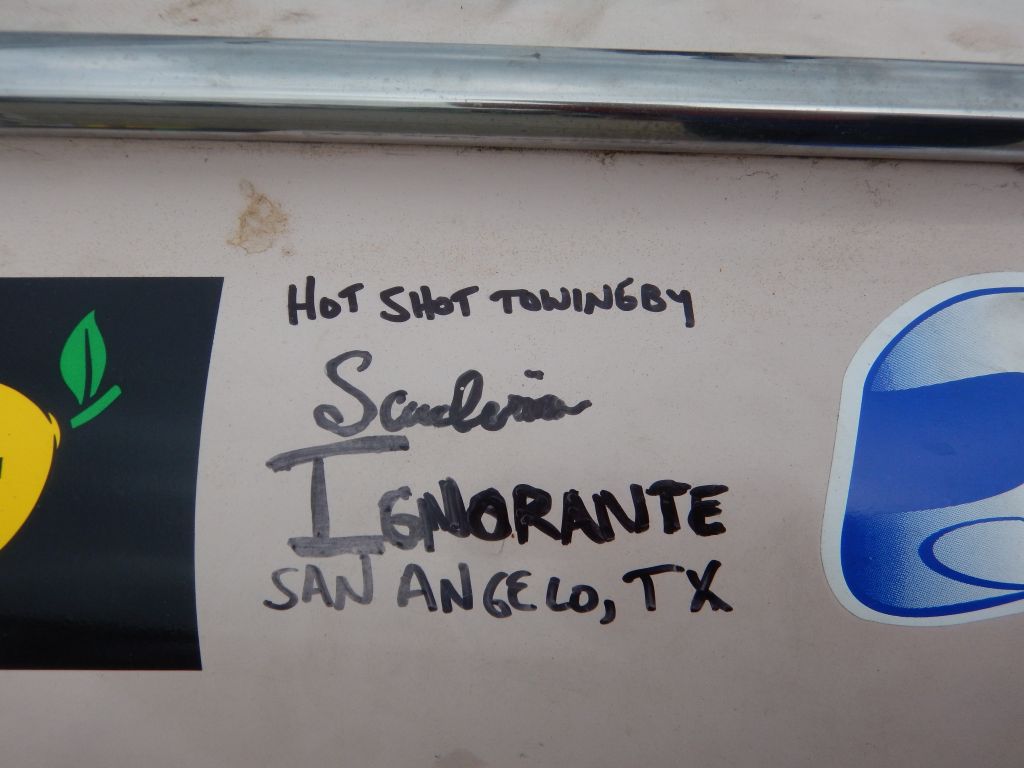 HOT SHOT TOWING BY
Scuderia
IGNORANTE
SAN ANGELO, TX